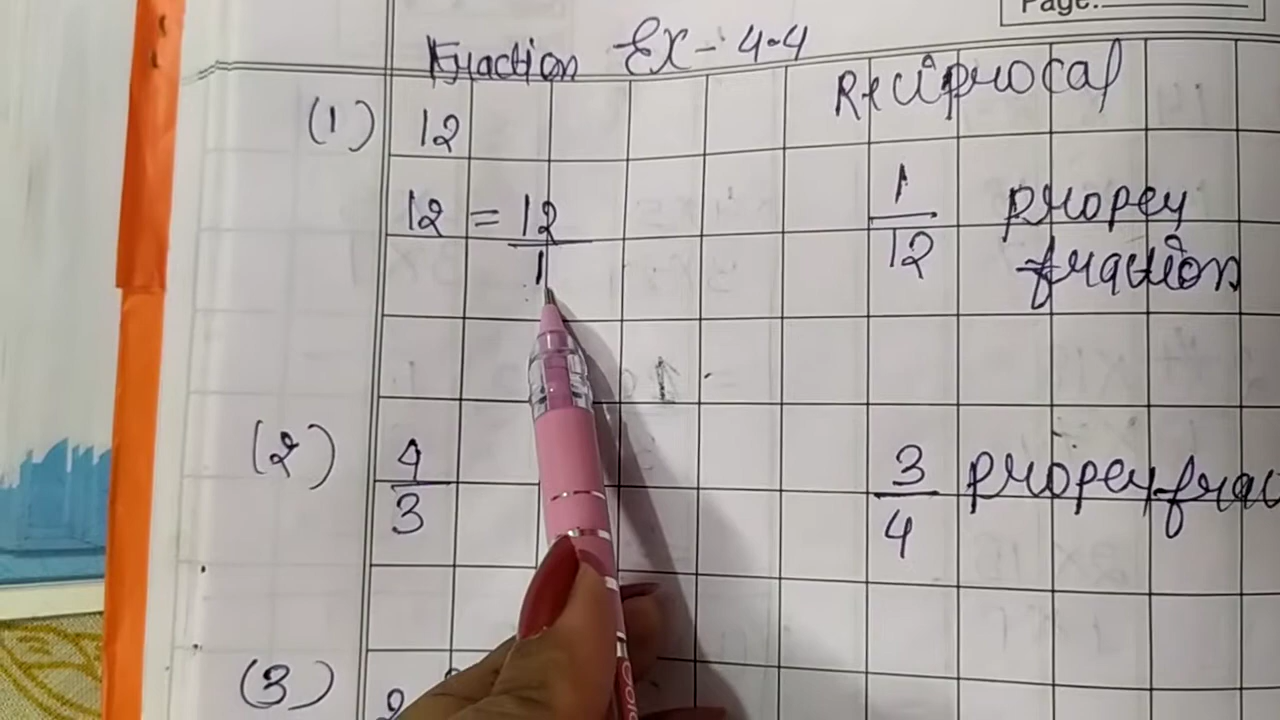 Page:
Fraction Ex-4.4
Reciprocal
(1) 12
12 = 12/1
1/12 proper fraction
(2) 4/3
3/4 proper frac
(3) 2